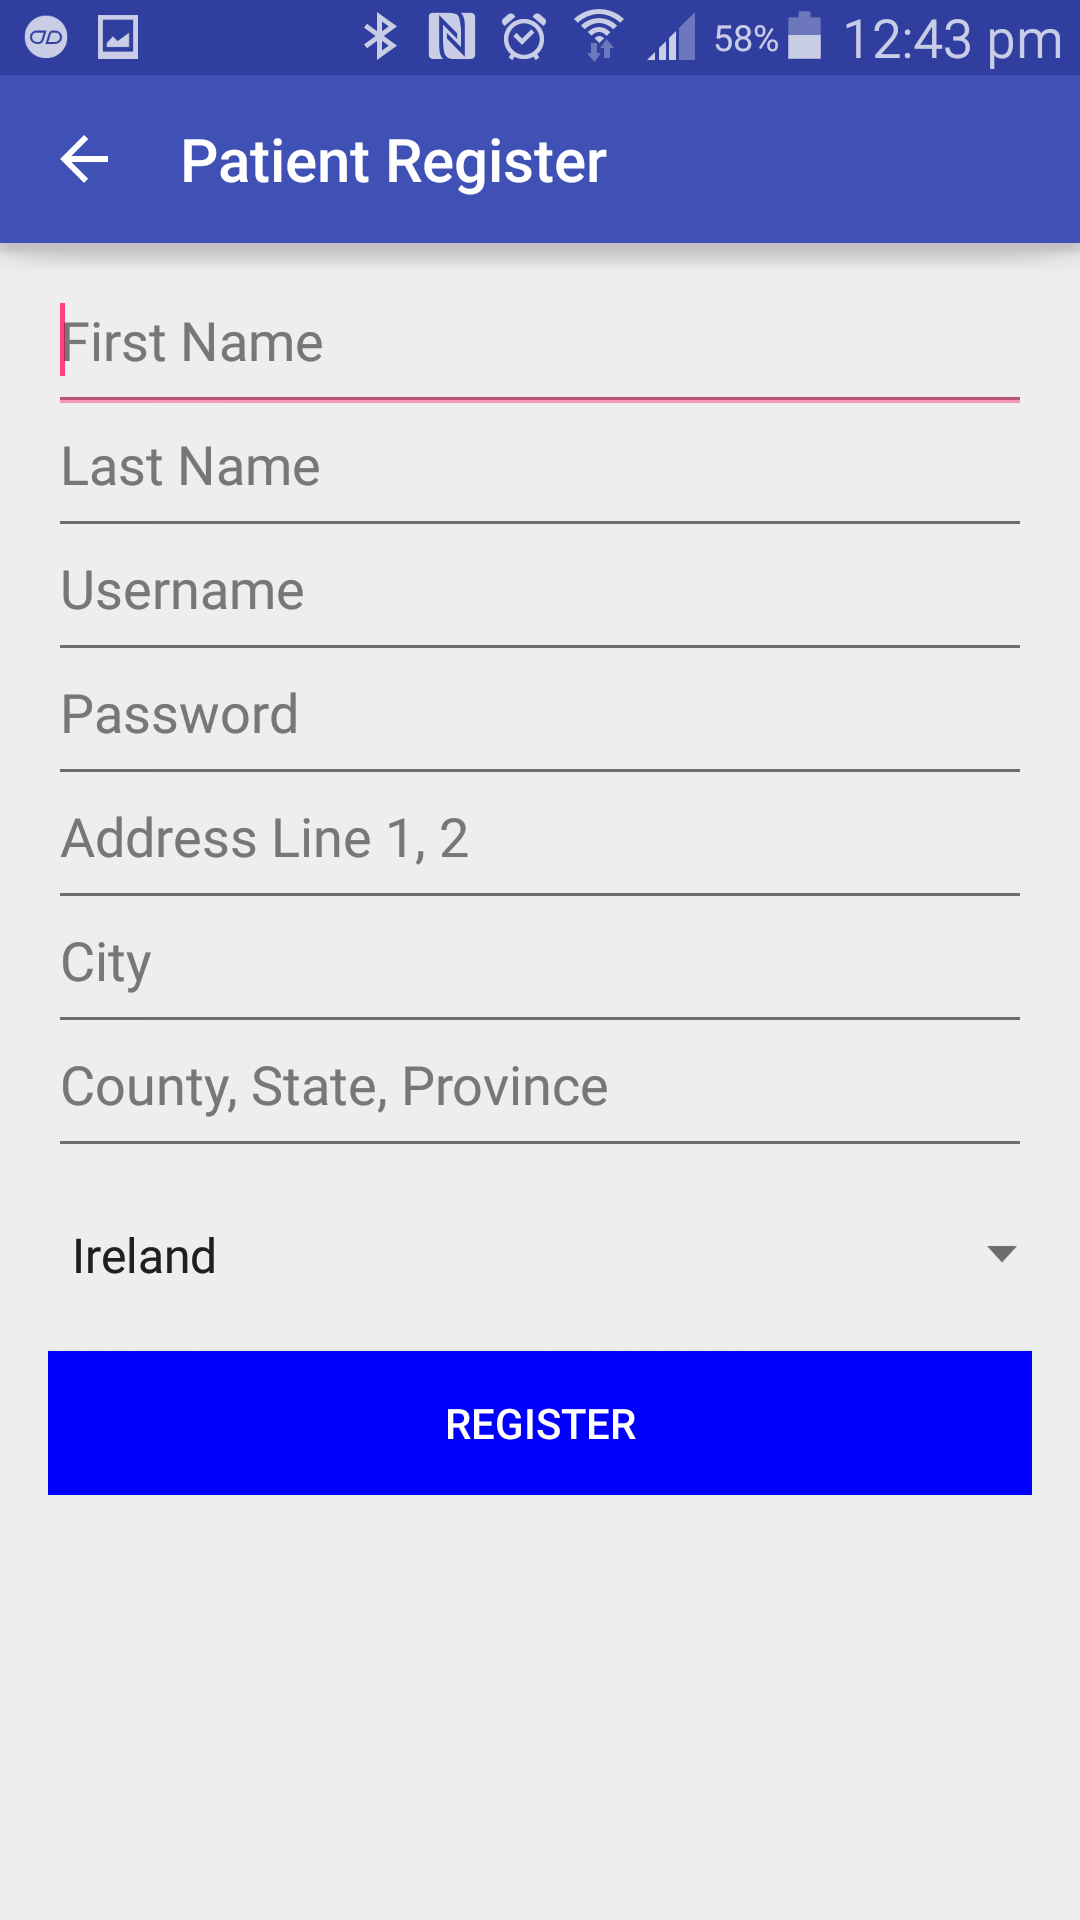 58% 12:43 pm
Patient Register
First Name
Last Name
Username
Password
Address Line 1, 2
City
County, State, Province
Ireland
REGISTER